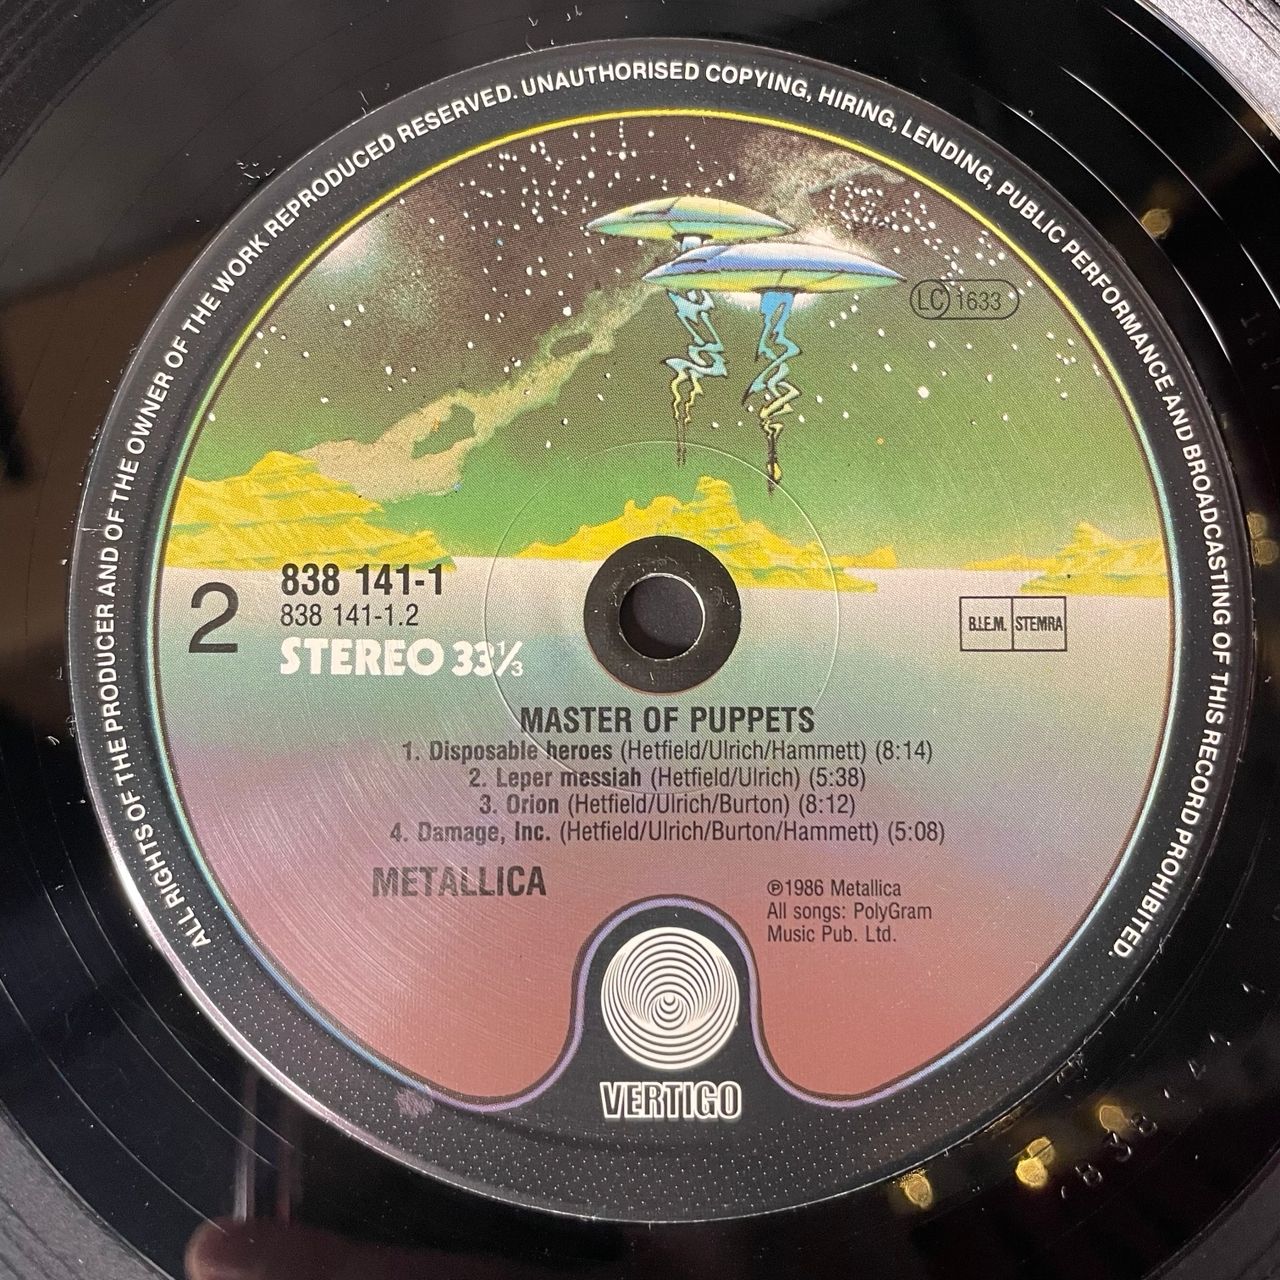 ALL RIGHTS OF THE PRODUCER AND OF THE OWNER OF THE WORK REPRODUCED RESERVED. UNAUTHORISED COPYING, HIRING, LENDING, PUBLIC PERFORMANCE AND BROADCASTING OF THIS RECORD PROHIBITED.
LC 1633
2
838 141-1
838 141-1.2
STEREO 33⅓
B.I.E.M. STEMRA
MASTER OF PUPPETS
1. Disposable heroes (Hetfield/Ulrich/Hammett) (8:14)
2. Leper messiah (Hetfield/Ulrich) (5:38)
3. Orion (Hetfield/Ulrich/Burton) (8:12)
4. Damage, Inc. (Hetfield/Ulrich/Burton/Hammett) (5:08)
METALLICA
℗1986 Metallica
All songs: PolyGram
Music Pub. Ltd.
VERTIGO